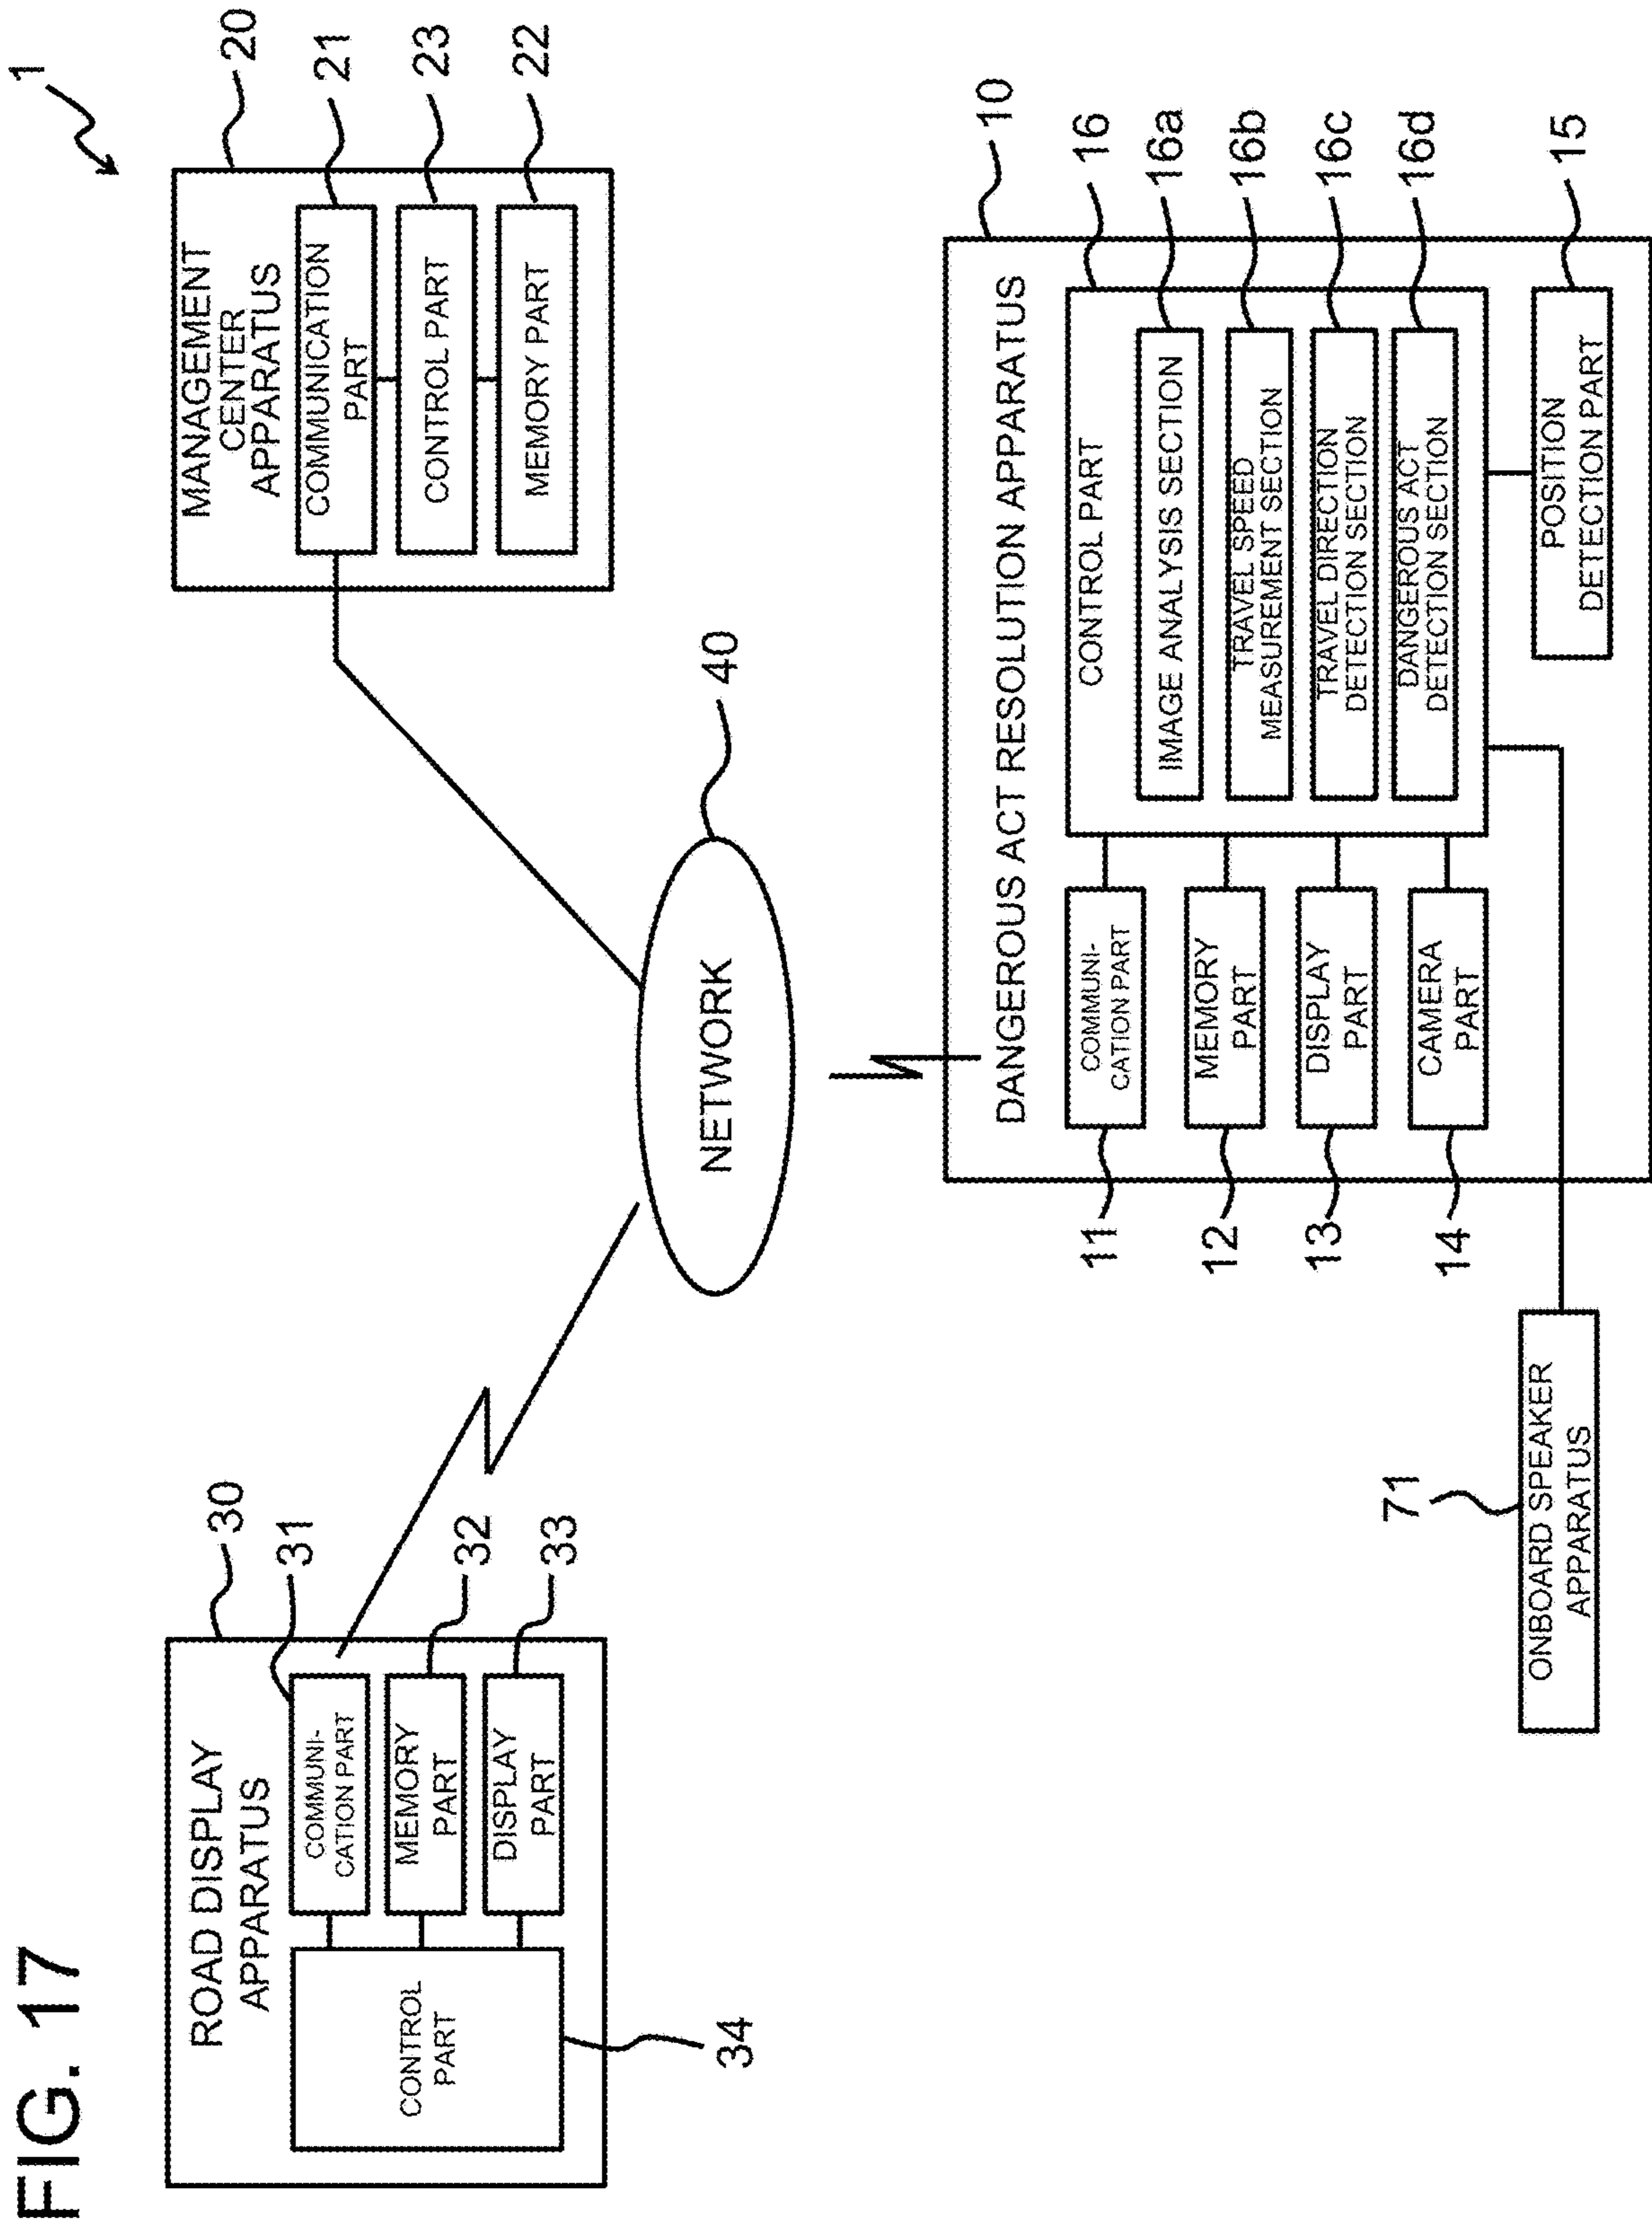 FIG. 17
1
ROAD DISPLAY
APPARATUS
30
CONTROL
PART
34
COMMUNI-
CATION PART
31
MEMORY
PART
32
DISPLAY
PART
33
MANAGEMENT
CENTER
APPARATUS
20
COMMUNICATION
PART
21
CONTROL PART
23
MEMORY PART
22
NETWORK
40
DANGEROUS ACT RESOLUTION APPARATUS
10
11
COMMUNI-
CATION PART
12
MEMORY
PART
13
DISPLAY
PART
14
CAMERA
PART
CONTROL PART
16
IMAGE ANALYSIS SECTION
16a
TRAVEL SPEED
MEASUREMENT SECTION
16b
TRAVEL DIRECTION
DETECTION SECTION
16c
DANGEROUS ACT
DETECTION SECTION
16d
POSITION
DETECTION PART
15
71
ONBOARD SPEAKER
APPARATUS